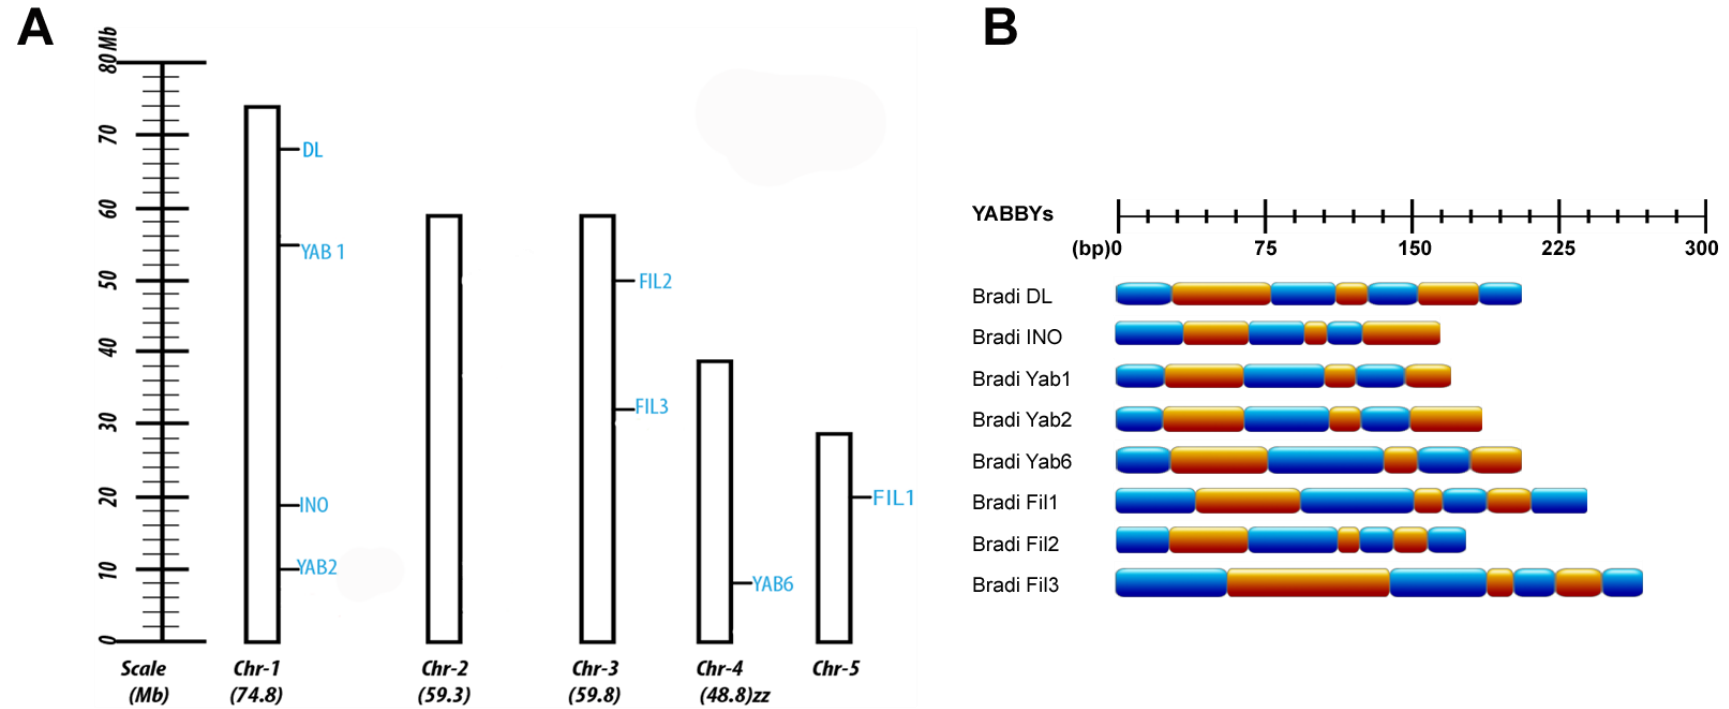 A
80 Mb
70
60
50
40
30
20
10
0
Scale
(Mb)
DL
YAB 1
INO
YAB2
Chr-1
(74.8)
Chr-2
(59.3)
FIL2
FIL3
Chr-3
(59.8)
YAB6
Chr-4
(48.8)zz
FIL1
Chr-5
B
YABBYs
(bp)0 75 150 225 300
Bradi DL
Bradi INO
Bradi Yab1
Bradi Yab2
Bradi Yab6
Bradi Fil1
Bradi Fil2
Bradi Fil3